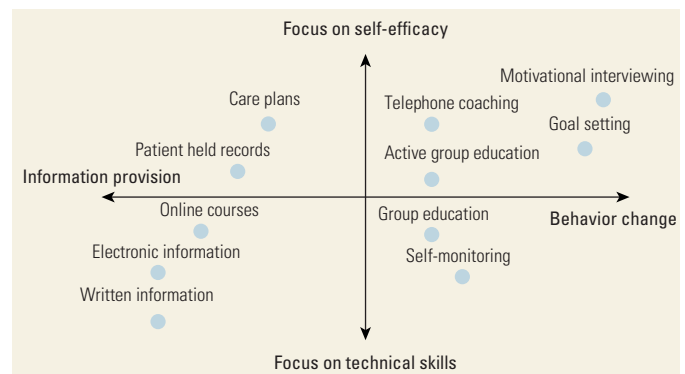 Focus on self-efficacy
Motivational interviewing
Care plans
Telephone coaching
Goal setting
Patient held records
Active group education
Information provision
Online courses
Group education
Behavior change
Electronic information
Self-monitoring
Written information
Focus on technical skills